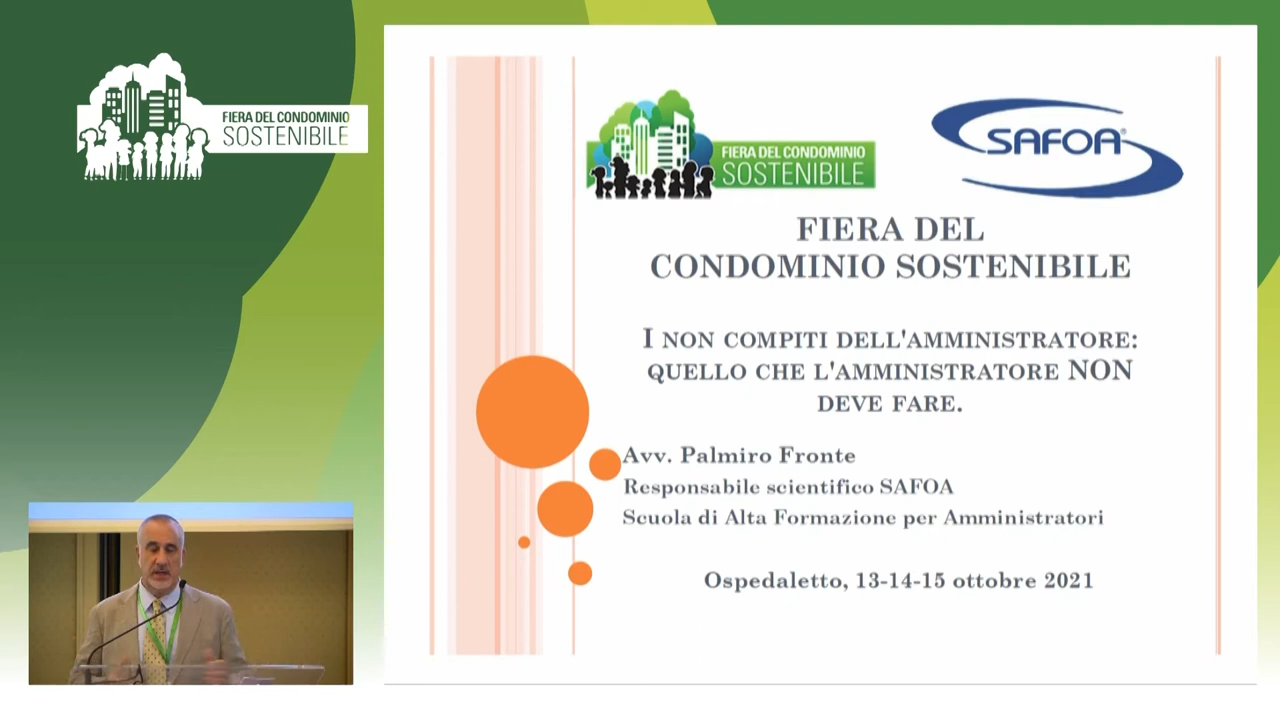 FIERA DEL CONDOMINIO
SOSTENIBILE
FIERA DEL CONDOMINIO
SOSTENIBILE
SAFOA®
FIERA DEL
CONDOMINIO SOSTENIBILE
I NON COMPITI DELL'AMMINISTRATORE:
QUELLO CHE L'AMMINISTRATORE NON
DEVE FARE.
Avv. Palmiro Fronte
Responsabile scientifico SAFOA
Scuola di Alta Formazione per Amministratori
Ospedaletto, 13-14-15 ottobre 2021